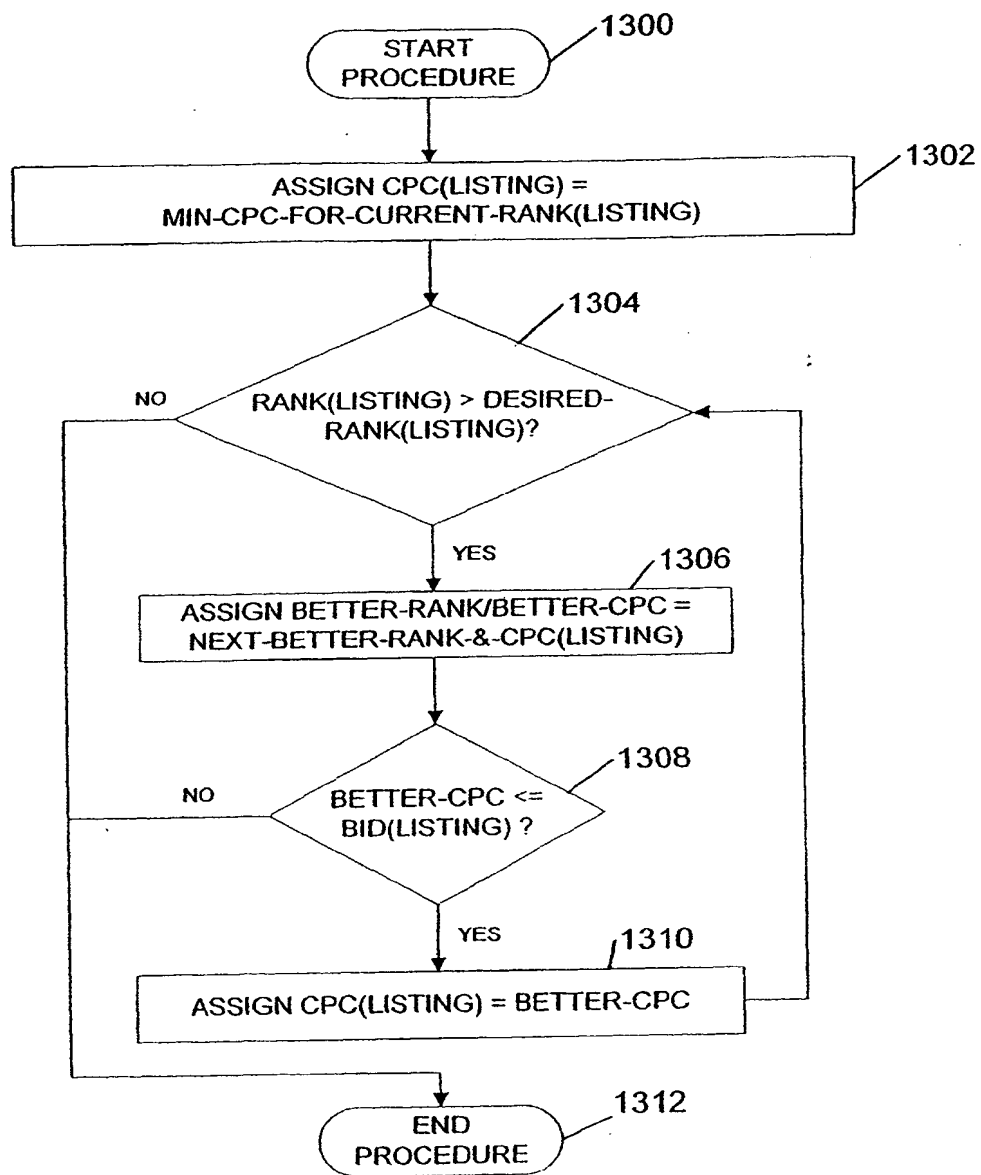 1300
START
PROCEDURE
1302
ASSIGN CPC(LISTING) =
MIN-CPC-FOR-CURRENT-RANK(LISTING)
1304
NO
RANK(LISTING) > DESIRED-
RANK(LISTING)?
YES
1306
ASSIGN BETTER-RANK/BETTER-CPC =
NEXT-BETTER-RANK-&-CPC(LISTING)
1308
NO
BETTER-CPC <=
BID(LISTING) ?
YES
1310
ASSIGN CPC(LISTING) = BETTER-CPC
1312
END
PROCEDURE